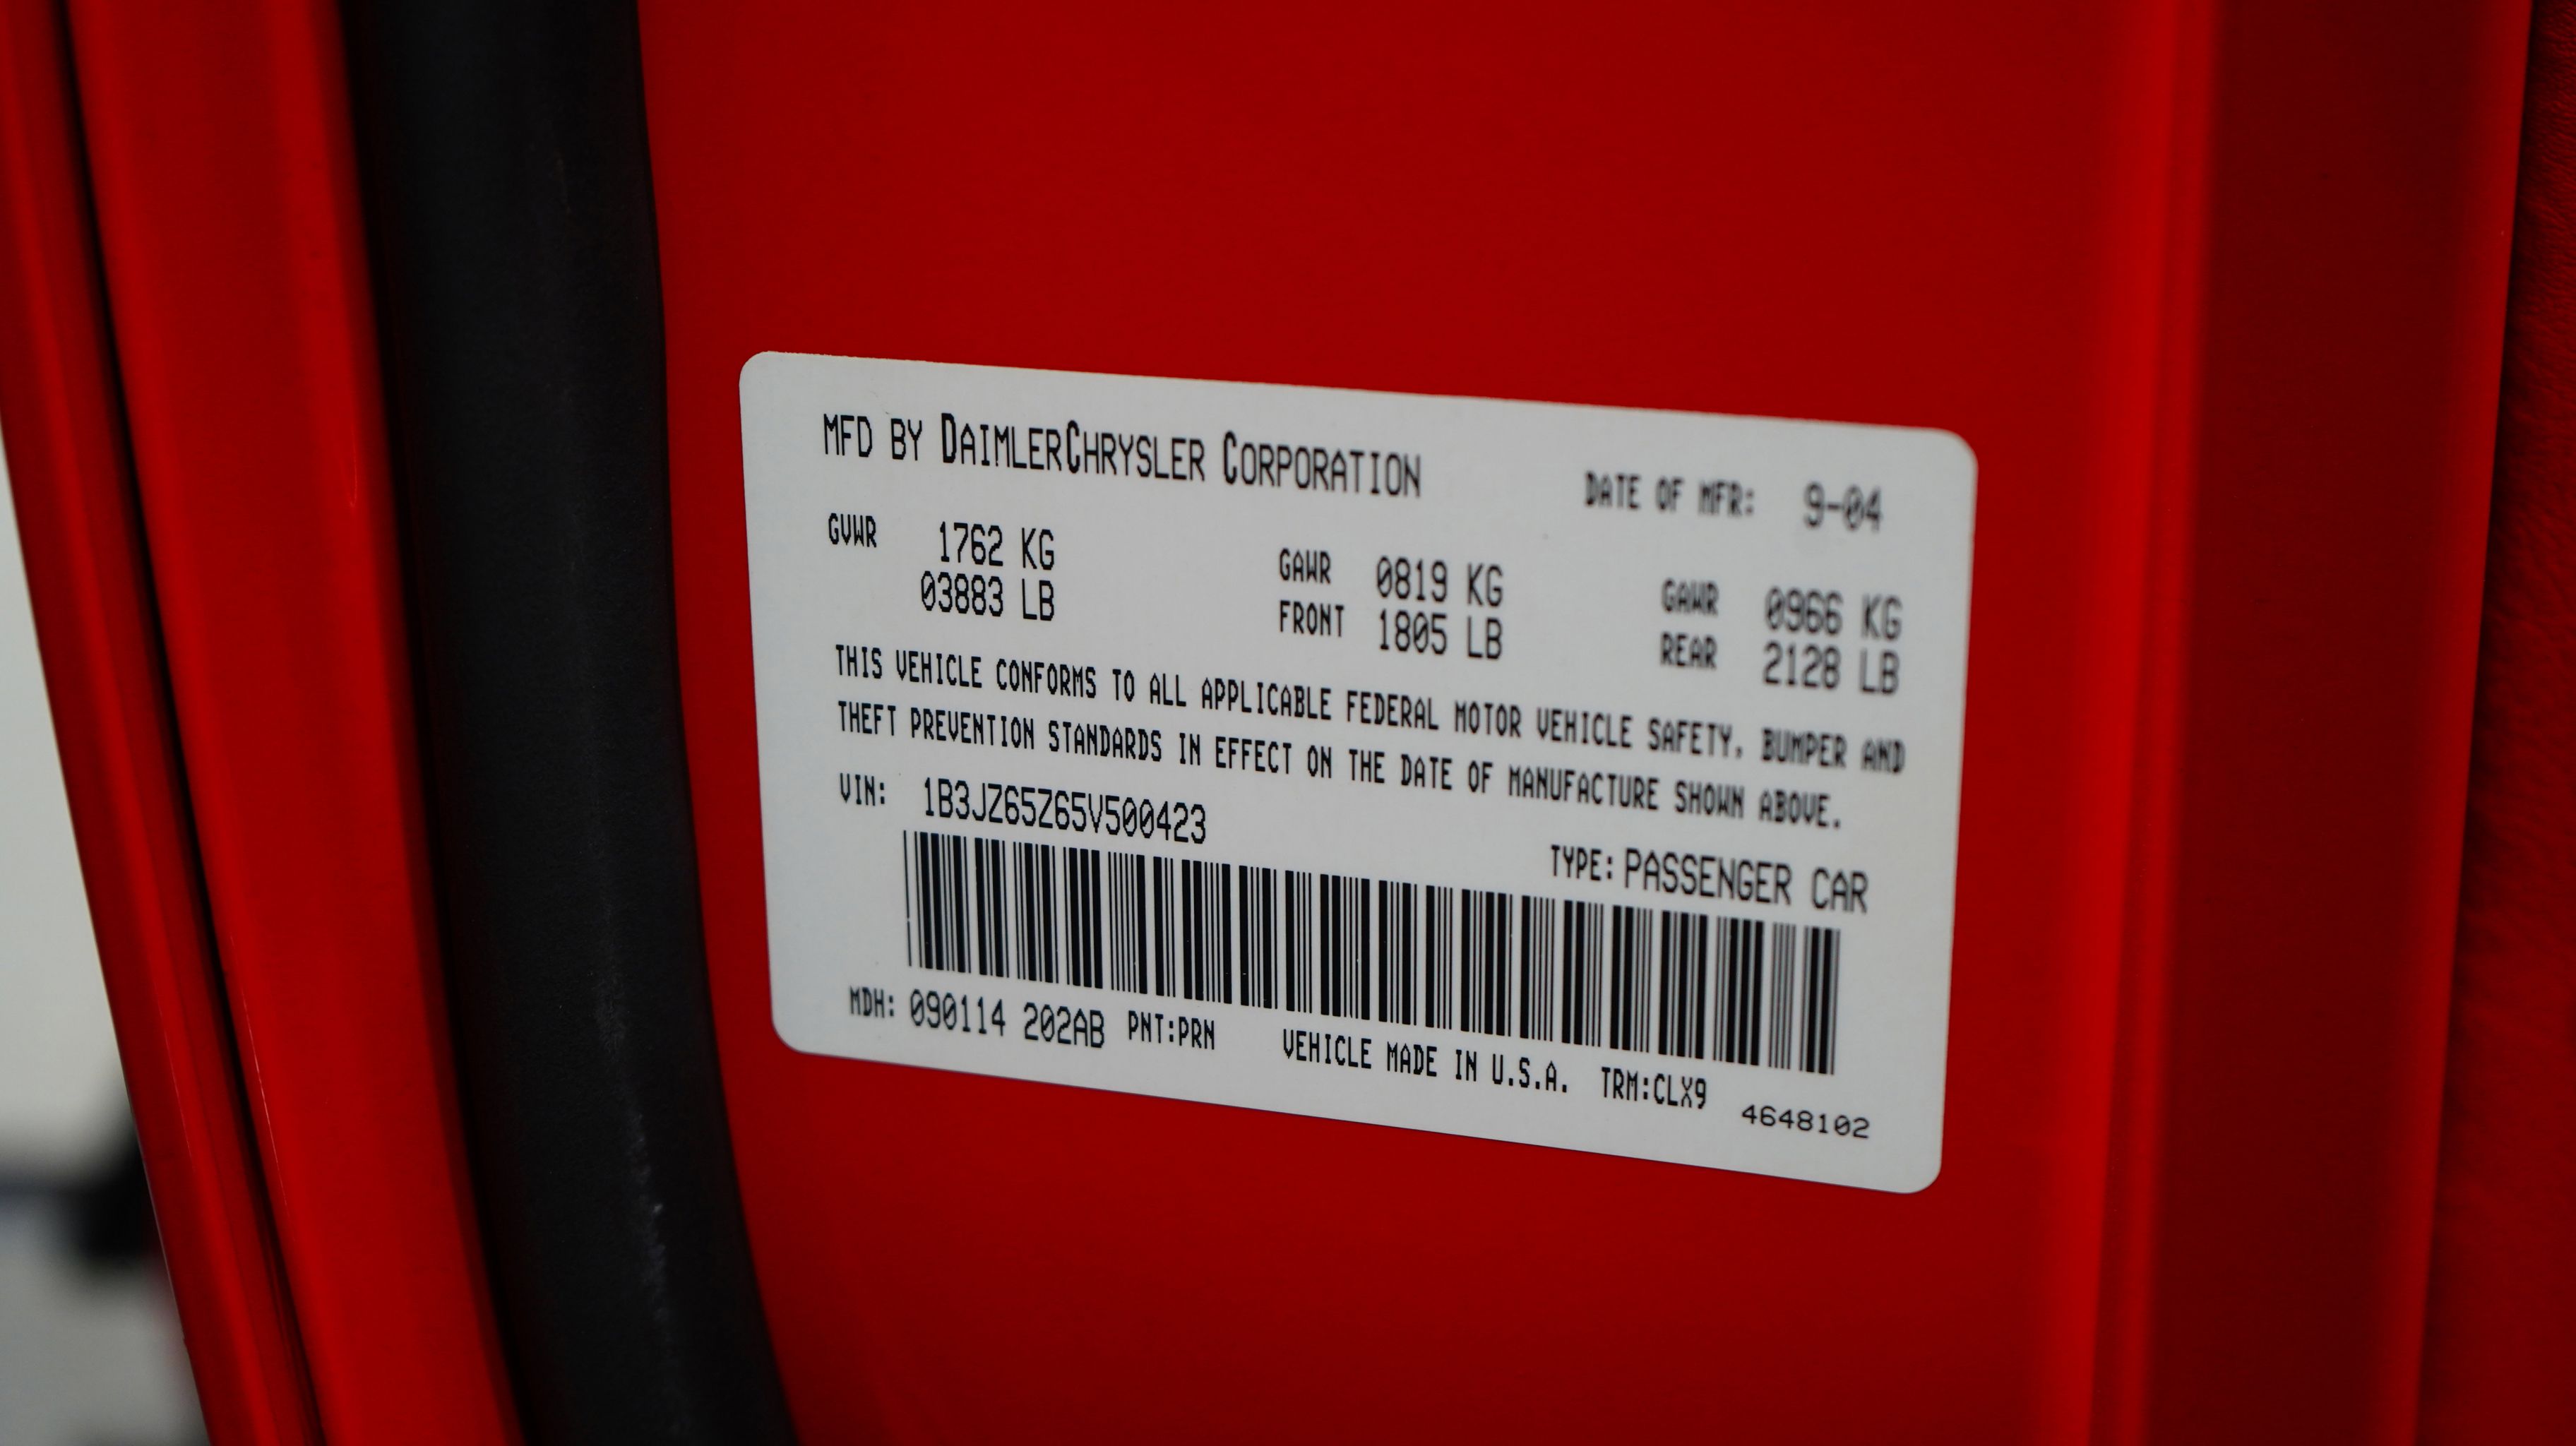 MFD BY DAIMLERCHRYSLER CORPORATION DATE OF MFR: 9-04
GVWR 1762 KG GAWR 0819 KG GAWR 0966 KG
03883 LB FRONT 1805 LB REAR 2128 LB
THIS VEHICLE CONFORMS TO ALL APPLICABLE FEDERAL MOTOR VEHICLE SAFETY, BUMPER AND
THEFT PREVENTION STANDARDS IN EFFECT ON THE DATE OF MANUFACTURE SHOWN ABOVE.
VIN: 1B3JZ65Z65V500423 TYPE: PASSENGER CAR
MDH: 090114 202AB PNT:PRN VEHICLE MADE IN U.S.A. TRM:CLX9 4648102